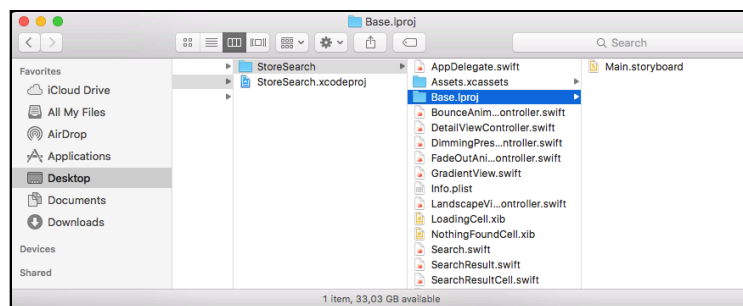 Base.lproj
Search
Favorites
iCloud Drive
All My Files
AirDrop
Applications
Desktop
Documents
Downloads
Devices
Shared
StoreSearch
StoreSearch.xcodeproj
AppDelegate.swift
Assets.xcassets
Base.lproj
BounceAnim...ontroller.swift
DetailViewController.swift
DimmingPres...ntroller.swift
FadeOutAni...ontroller.swift
GradientView.swift
Info.plist
LandscapeVi...ontroller.swift
LoadingCell.xib
NothingFoundCell.xib
Search.swift
SearchResult.swift
SearchResultCell.swift
Main.storyboard
1 item, 33,03 GB available